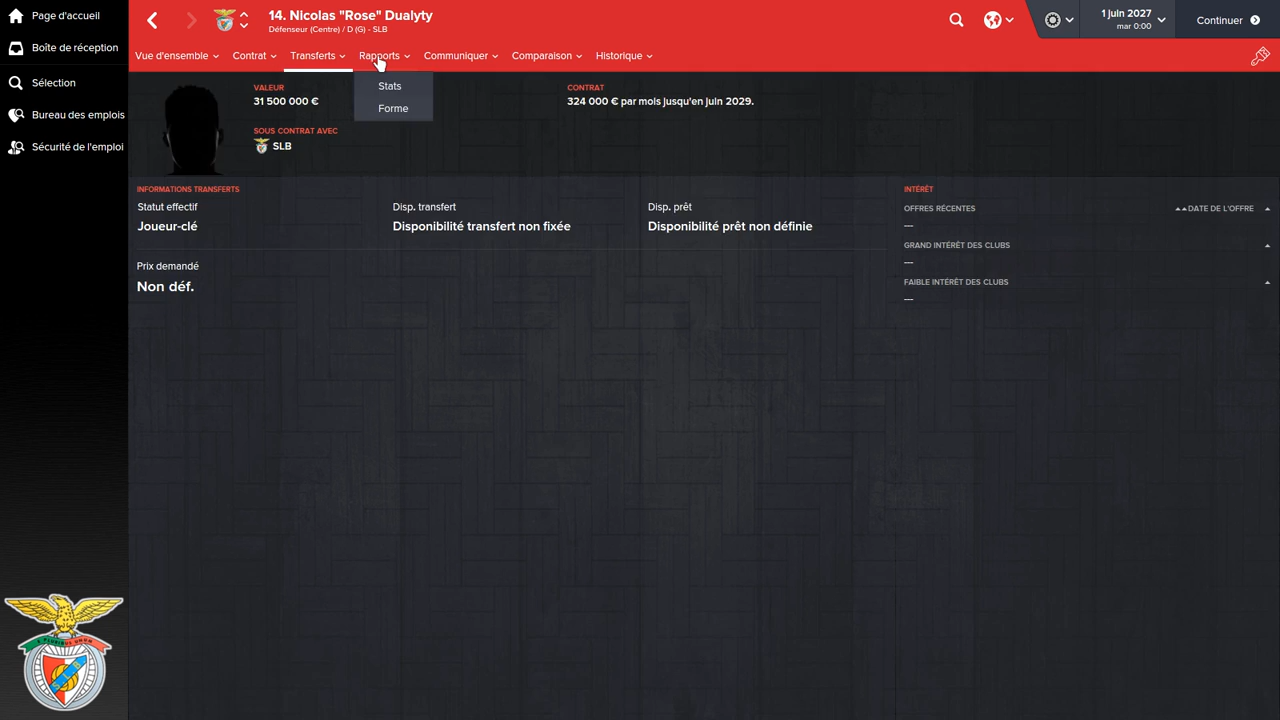 Page d'accueil
Boîte de réception
Sélection
Bureau des emplois
Sécurité de l'emploi
14. Nicolas "Rose" Dualyty
Défenseur (Centre) / D (G) - SLB
1 juin 2027
mar 0:00
Continuer
Vue d'ensemble
Contrat
Transferts
Rapports
Communiquer
Comparaison
Historique
Stats
Forme
VALEUR
31 500 000 €
CONTRAT
324 000 € par mois jusqu'en juin 2029.
SOUS CONTRAT AVEC
SLB
INFORMATIONS TRANSFERTS
Statut effectif
Joueur-clé
Disp. transfert
Disponibilité transfert non fixée
Disp. prêt
Disponibilité prêt non définie
Prix demandé
Non déf.
INTÉRÊT
OFFRES RÉCENTES
DATE DE L'OFFRE
---
GRAND INTÉRÊT DES CLUBS
---
FAIBLE INTÉRÊT DES CLUBS
---
E PLURIBUS UNUM